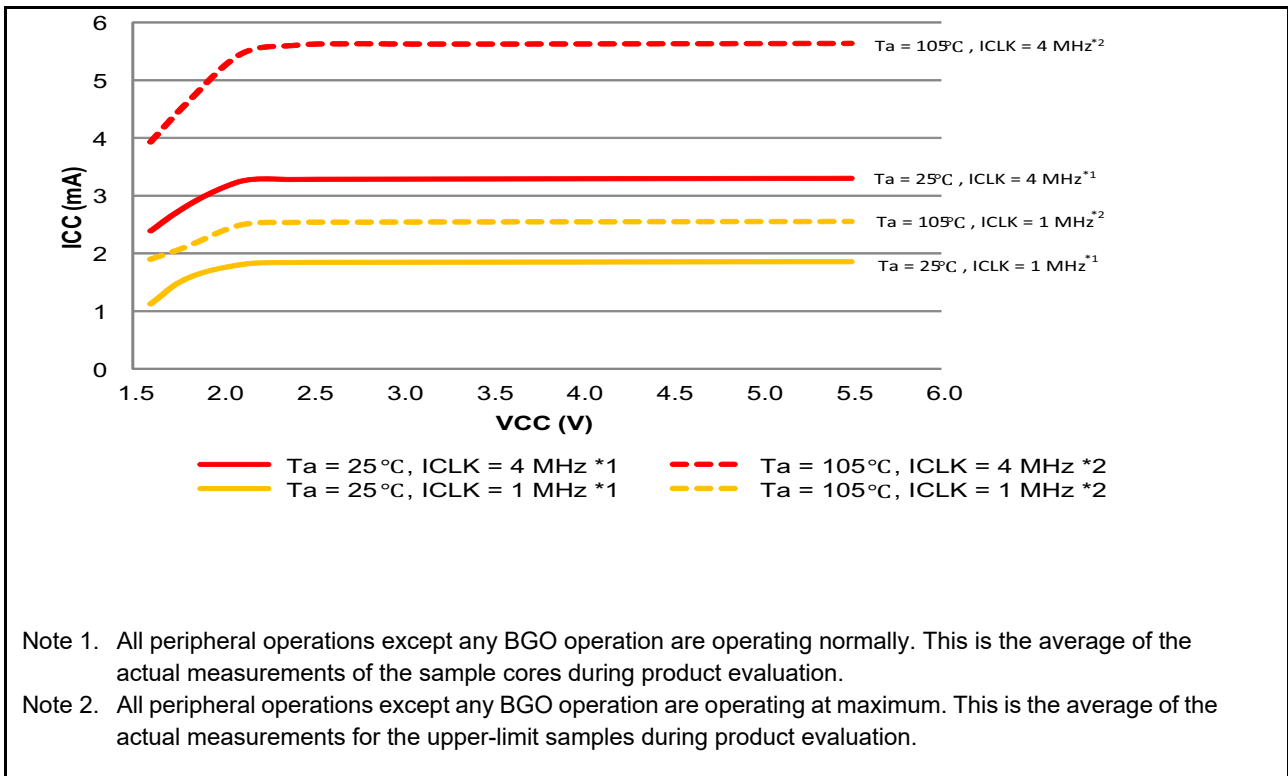 6
5
4
3
2
1
0
ICC (mA)
Ta = 105℃ , ICLK = 4 MHz*2
Ta = 25℃ , ICLK = 4 MHz*1
Ta = 105℃ , ICLK = 1 MHz*2
Ta = 25℃ , ICLK = 1 MHz*1
1.5 2.0 2.5 3.0 3.5 4.0 4.5 5.0 5.5 6.0
VCC (V)
Ta = 25℃, ICLK = 4 MHz *1 Ta = 105℃, ICLK = 4 MHz *2
Ta = 25℃, ICLK = 1 MHz *1 Ta = 105℃, ICLK = 1 MHz *2
Note 1. All peripheral operations except any BGO operation are operating normally. This is the average of the
actual measurements of the sample cores during product evaluation.
Note 2. All peripheral operations except any BGO operation are operating at maximum. This is the average of the
actual measurements for the upper-limit samples during product evaluation.